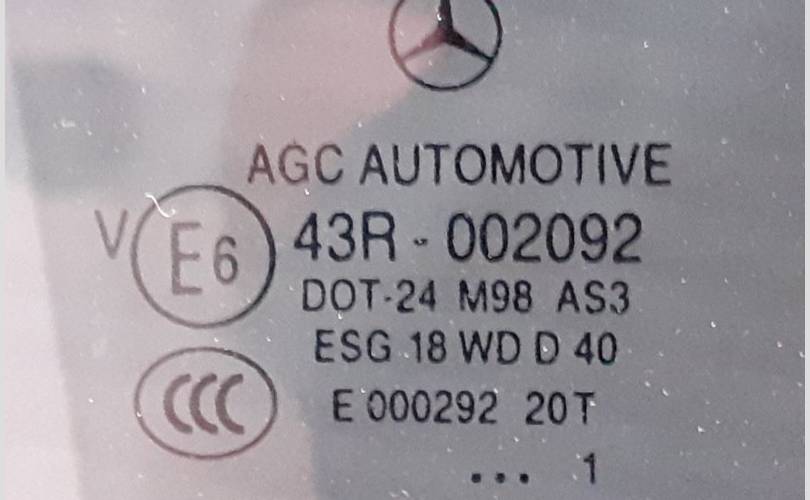 AGC AUTOMOTIVE
V E6 43R - 002092
DOT-24 M98 AS3
ESG 18 WD D 40
CCC E 000292 20T
... 1